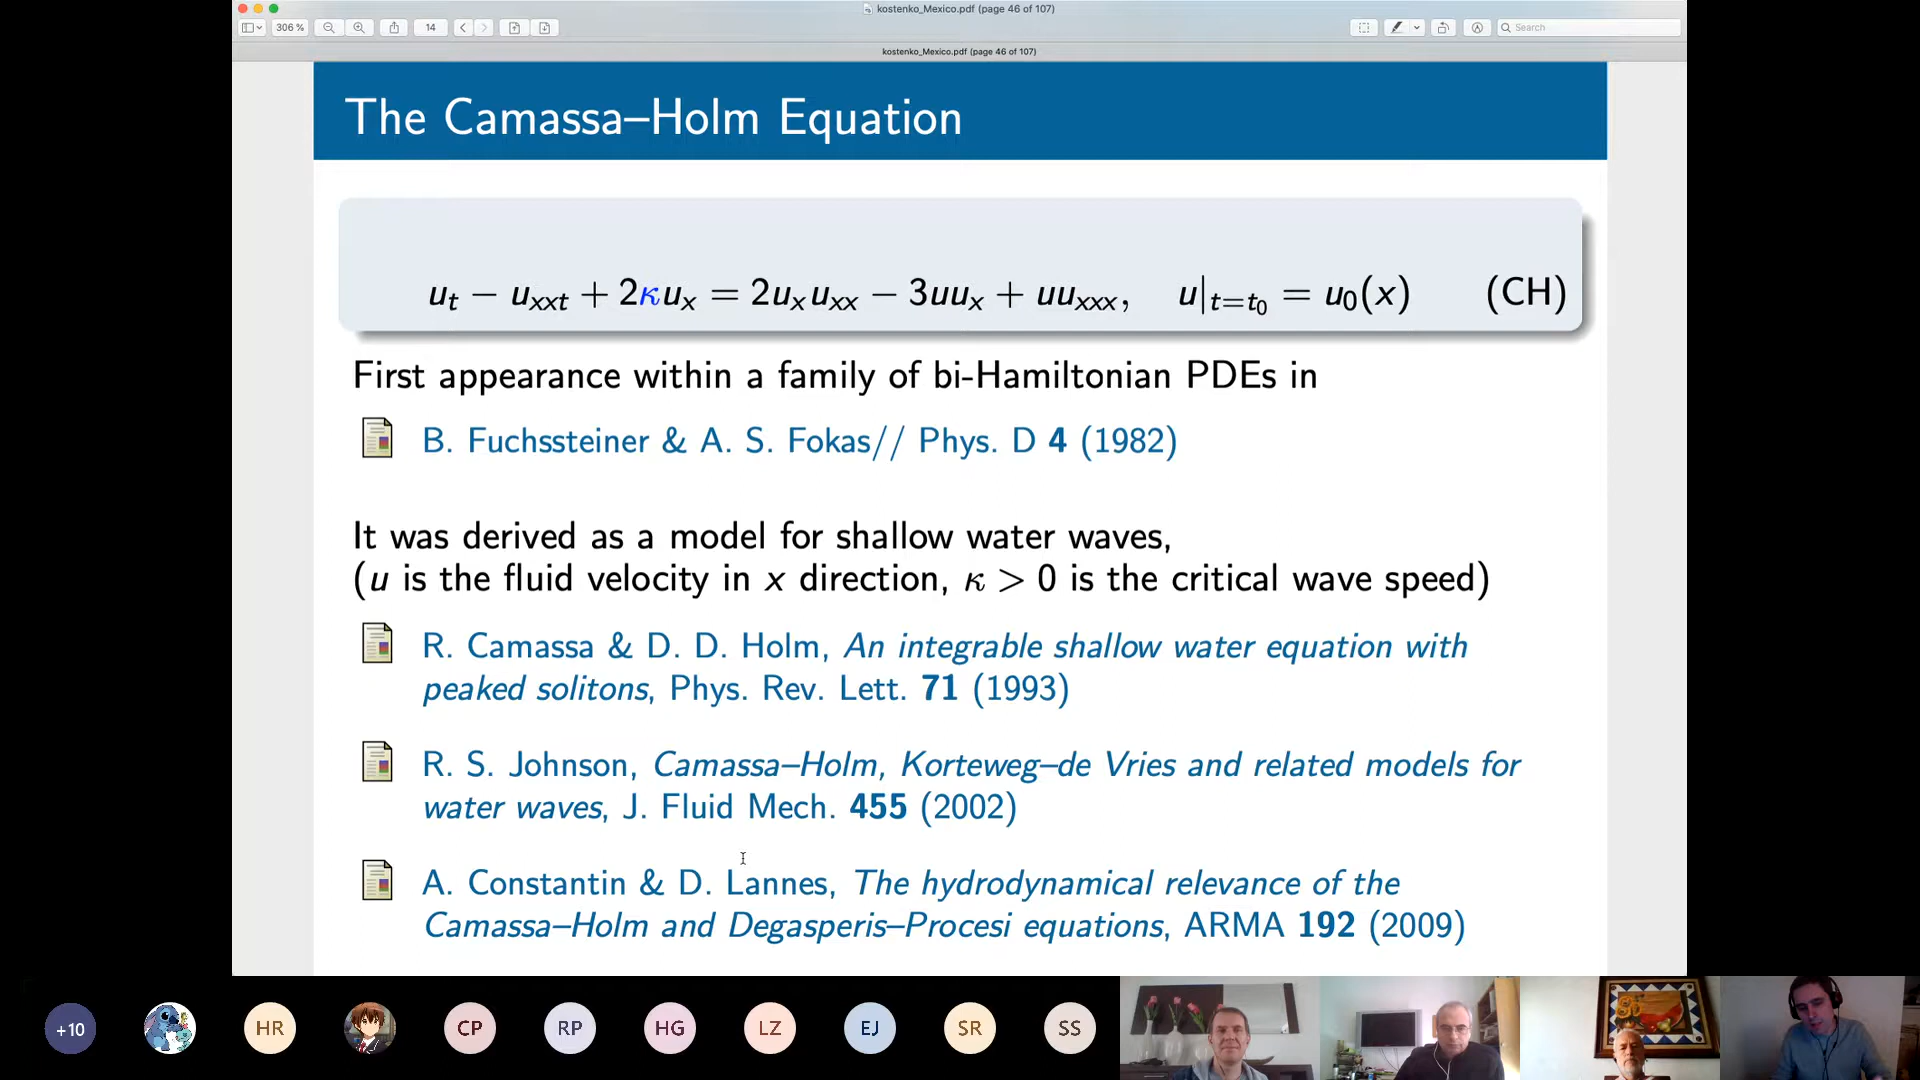 kostenko_Mexico.pdf (page 46 of 107)
306 %
14
Search
kostenko_Mexico.pdf (page 46 of 107)
The Camassa–Holm Equation
u_t − u_xxt + 2κu_x = 2u_x u_xx − 3uu_x + uu_xxx, u|_{t=t_0} = u_0(x) (CH)
First appearance within a family of bi-Hamiltonian PDEs in
B. Fuchssteiner & A. S. Fokas// Phys. D 4 (1982)
It was derived as a model for shallow water waves,
(u is the fluid velocity in x direction, κ > 0 is the critical wave speed)
R. Camassa & D. D. Holm, An integrable shallow water equation with
peaked solitons, Phys. Rev. Lett. 71 (1993)
R. S. Johnson, Camassa–Holm, Korteweg–de Vries and related models for
water waves, J. Fluid Mech. 455 (2002)
A. Constantin & D. Lannes, The hydrodynamical relevance of the
Camassa–Holm and Degasperis–Procesi equations, ARMA 192 (2009)
+10 HR CP RP HG LZ EJ SR SS